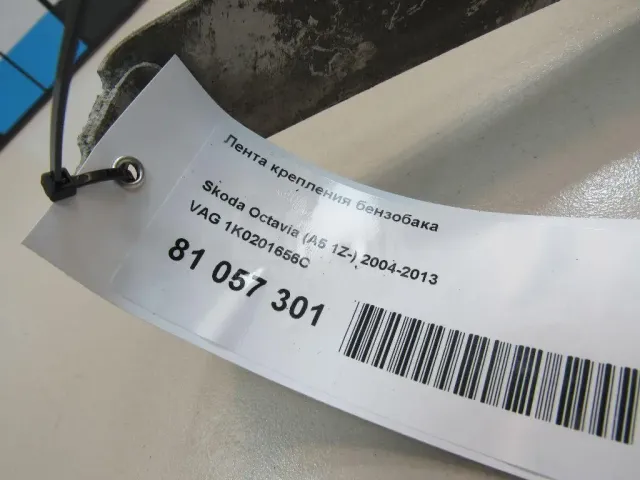 Лента крепления бензобака
Skoda Octavia (A5 1Z-) 2004-2013
VAG 1K0201656C
81 057 301